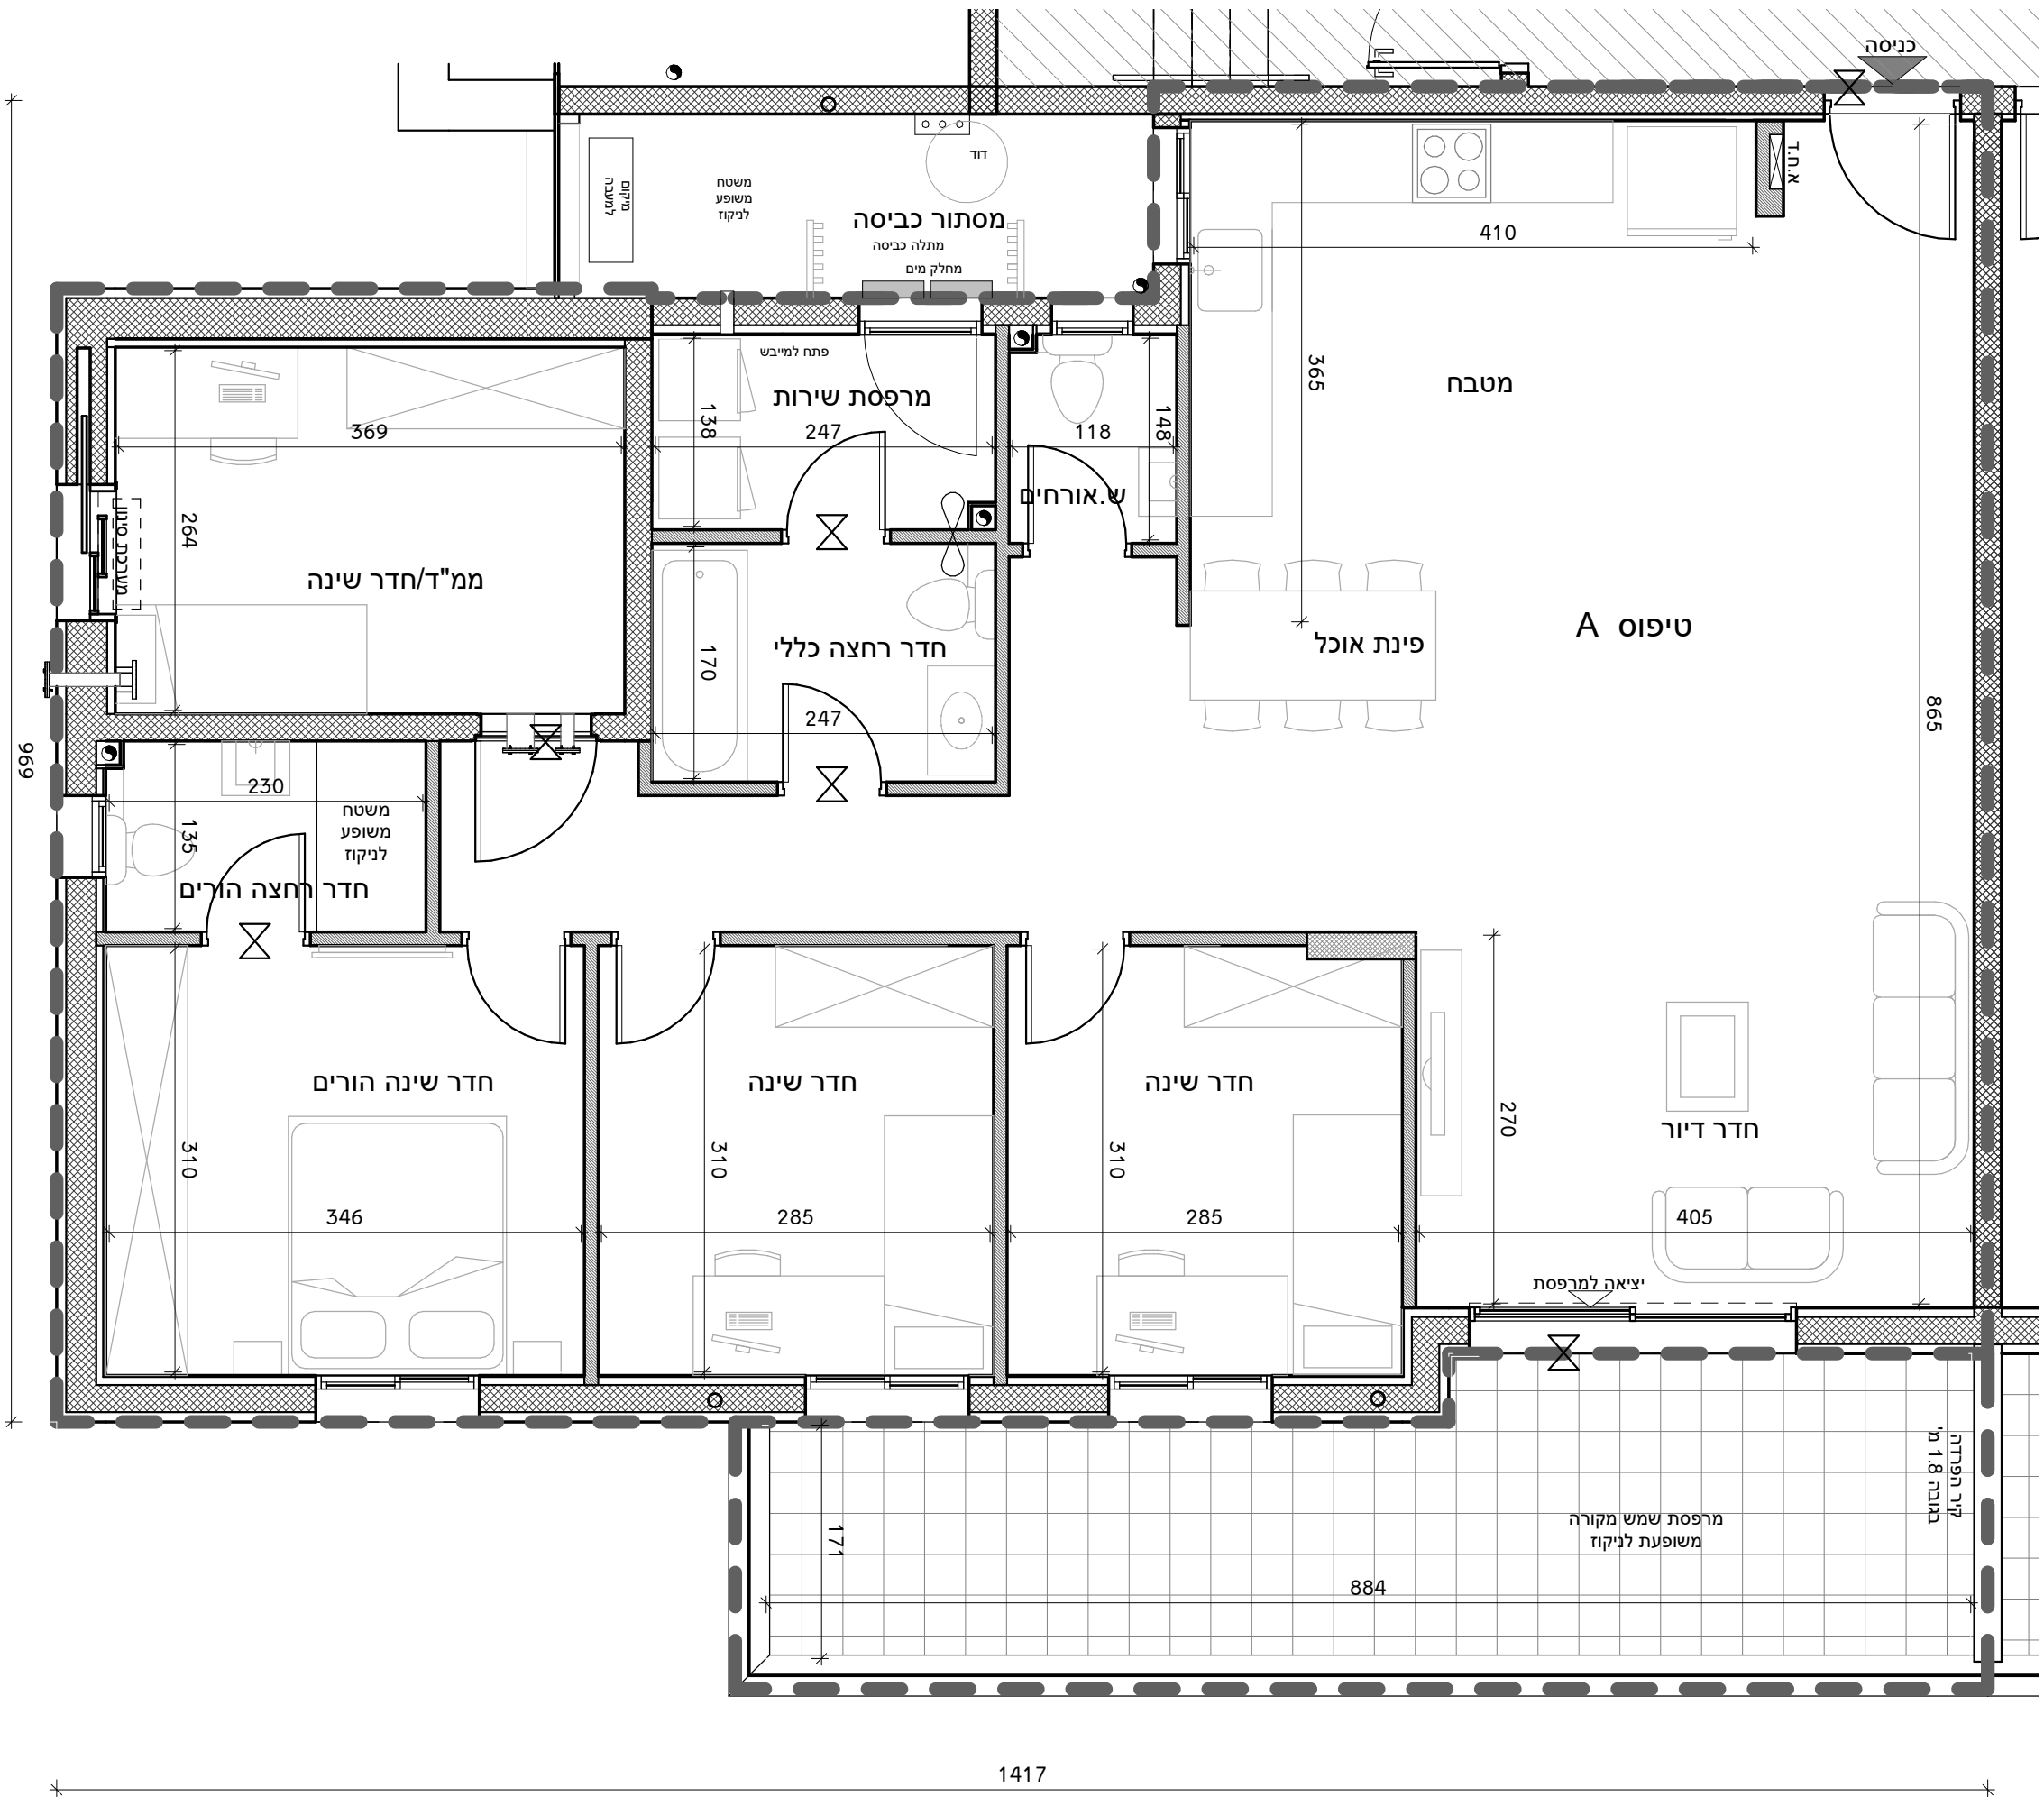 כניסה
א.ח.ד
דוד
מיקום
למעבה
משטח
משופע
לניקוז
מסתור כביסה
מתלה כביסה
מחלק מים
410
365
מטבח
פתח למייבש
מרפסת שירות
138
247
118
148
ש.אורחים
369
264
מערכת סינון
ממ"ד/חדר שינה
טיפוס A
פינת אוכל
חדר רחצה כללי
170
247
865
969
230
135
משטח
משופע
לניקוז
חדר רחצה הורים
חדר שינה הורים
310
346
חדר שינה
310
285
חדר שינה
310
285
270
חדר דיור
405
יציאה למרפסת
קיר הפרדה
בגובה 1.8 מ'
מרפסת שמש מקורה
משופעת לניקוז
171
884
1417